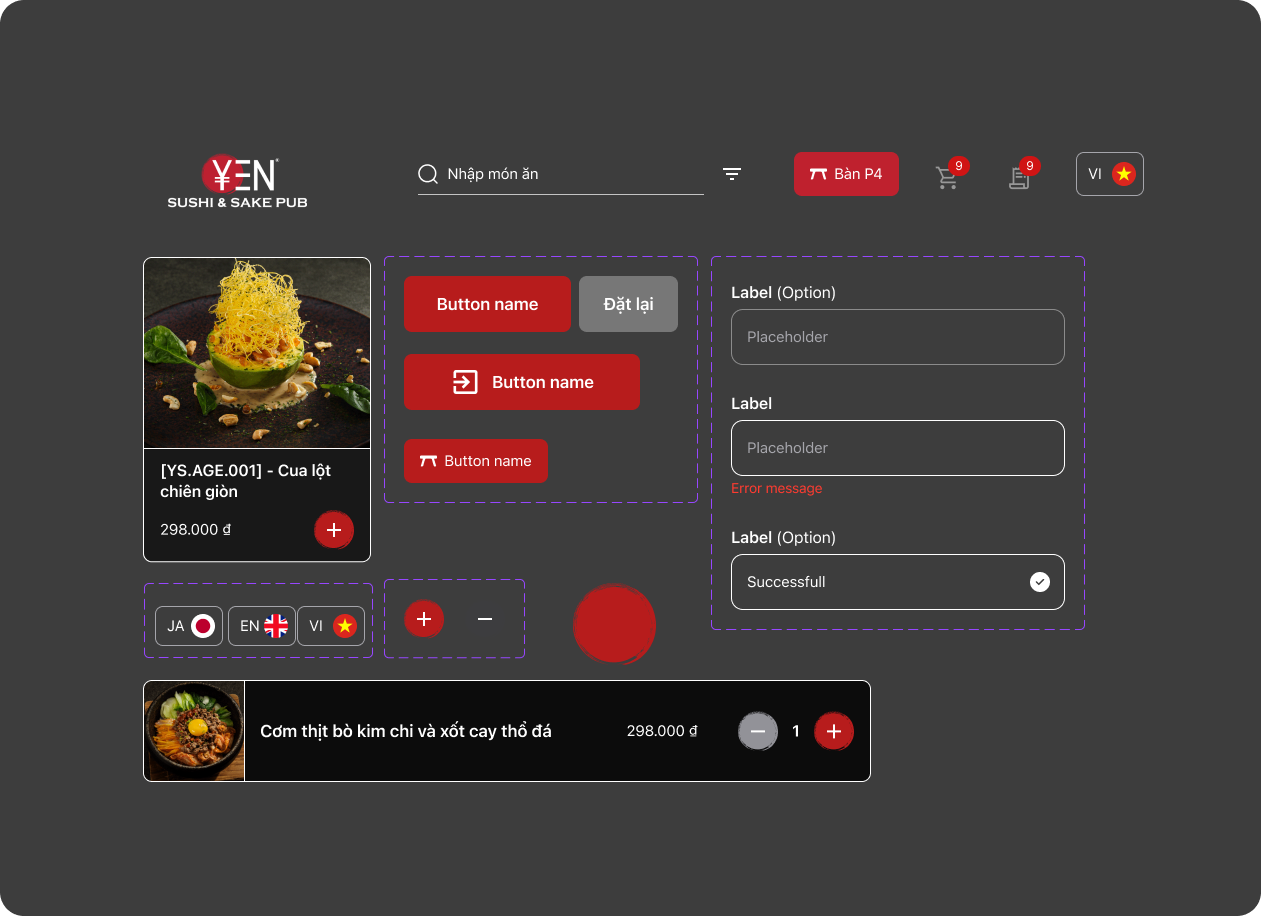 YEN
SUSHI & SAKE PUB
Nhập món ăn
Bàn P4
9
9
VI
[YS.AGE.001] - Cua lột
chiên giòn
298.000 ₫
Button name
Đặt lại
Button name
Button name
Label (Option)
Placeholder
Label
Placeholder
Error message
Label (Option)
Successfull
JA
EN
VI
Cơm thịt bò kim chi và xốt cay thổ đá
298.000 ₫
1